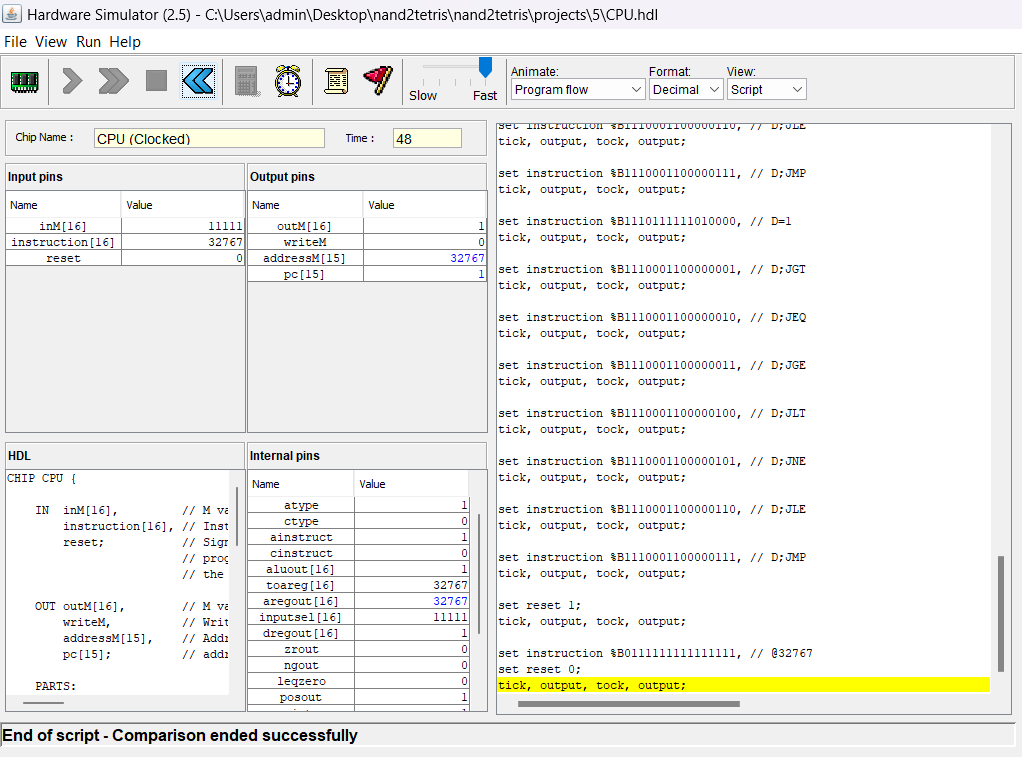 Hardware Simulator (2.5) - C:\Users\admin\Desktop\nand2tetris\nand2tetris\projects\5\CPU.hdl
File View Run Help
Slow Fast
Animate: Format: View:
Program flow Decimal Script
Chip Name : CPU (Clocked) Time : 48
Input pins
Name Value
inM[16] 11111
instruction[16] 32767
reset 0
Output pins
Name Value
outM[16] 1
writeM 0
addressM[15] 32767
pc[15] 1
HDL
CHIP CPU {
IN inM[16], // M va
instruction[16], // Inst
reset; // Sign
// prog
// the
OUT outM[16], // M va
writeM, // Writ
addressM[15], // Addr
pc[15]; // addr
PARTS:
Internal pins
Name Value
atype 1
ctype 0
ainstruct 1
cinstruct 0
aluout[16] 1
toareg[16] 32767
aregout[16] 32767
inputsel[16] 11111
dregout[16] 1
zrout 0
ngout 0
leqzero 0
posout 1
set instruction %B1110001100000110, // D;JLE
tick, output, tock, output;
set instruction %B1110001100000111, // D;JMP
tick, output, tock, output;
set instruction %B1110111111010000, // D=1
tick, output, tock, output;
set instruction %B1110001100000001, // D;JGT
tick, output, tock, output;
set instruction %B1110001100000010, // D;JEQ
tick, output, tock, output;
set instruction %B1110001100000011, // D;JGE
tick, output, tock, output;
set instruction %B1110001100000100, // D;JLT
tick, output, tock, output;
set instruction %B1110001100000101, // D;JNE
tick, output, tock, output;
set instruction %B1110001100000110, // D;JLE
tick, output, tock, output;
set instruction %B1110001100000111, // D;JMP
tick, output, tock, output;
set reset 1;
tick, output, tock, output;
set instruction %B0111111111111111, // @32767
set reset 0;
tick, output, tock, output;
End of script - Comparison ended successfully